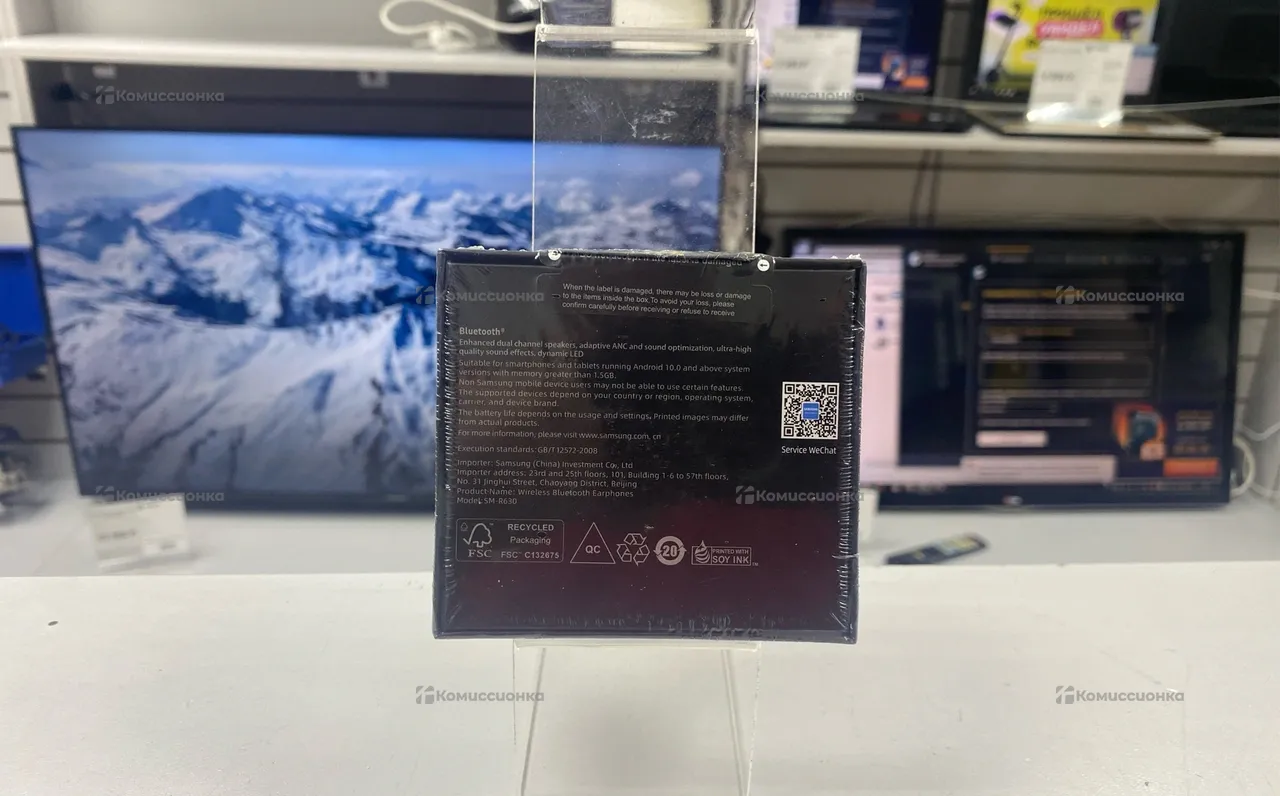 Комиссионка
Комиссионка
When the label is damaged, there may be loss or damage
to the items inside the box.To avoid your loss, please
confirm carefully before receiving or refuse to receive
Комиссионка
Комиссионка
Bluetooth®
Enhanced dual channel speakers, adaptive ANC and sound optimization, ultra-high
quality sound effects, dynamic LED
Suitable for smartphones and tablets running Android 10.0 and above system
versions with memory greater than 1.5GB.
Non Samsung mobile device users may not be able to use certain features.
The supported devices depend on your country or region, operating system,
carrier, and device brand.
The battery life depends on the usage and settings. Printed images may differ
from actual products.
For more information, please visit www.samsung.com, cn
Execution standards: GB/T 12572-2008
Service WeChat
Importer: Samsung (China) Investment Co, Ltd
Importer address: 23rd and 25th floors, 101, Building 1-6 to 57th floors,
No. 31 Jinghui Street, Chaoyang District, Beijing
Product Name: Wireless Bluetooth Earphones
Model: SM-R630
Комиссионка
Комиссионка
RECYCLED
Packaging
FSC
FSC™ C132675
QC
20
PRINTED WITH
SOY INK
TM
Комиссионка
Комиссионка